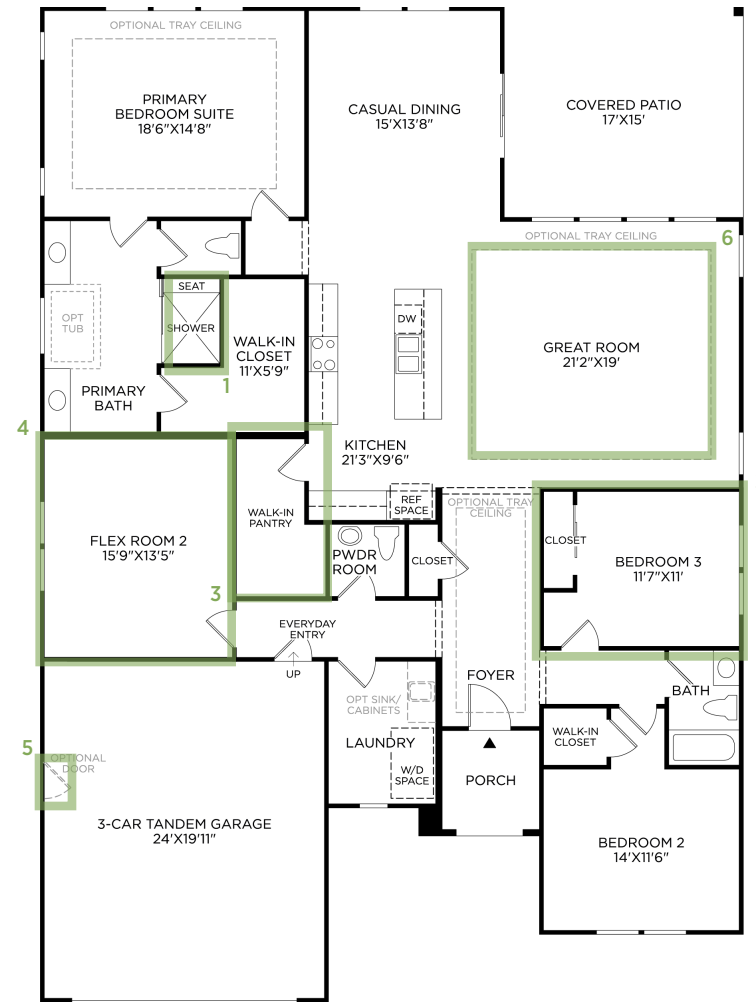 OPTIONAL TRAY CEILING
PRIMARY
BEDROOM SUITE
18'6"X14'8"
CASUAL DINING
15'X13'8"
COVERED PATIO
17'X15'
OPTIONAL TRAY CEILING
6
SEAT
SHOWER
OPT
TUB
WALK-IN
CLOSET
11'X5'9"
1
PRIMARY
BATH
DW
GREAT ROOM
21'2"X19'
4
KITCHEN
21'3"X9'6"
REF
SPACE
OPTIONAL TRAY
CEILING
WALK-IN
PANTRY
FLEX ROOM 2
15'9"X13'5"
3
PWDR
ROOM
CLOSET
CLOSET
BEDROOM 3
11'7"X11'
EVERYDAY
ENTRY
UP
FOYER
BATH
OPT SINK/
CABINETS
LAUNDRY
W/D
SPACE
WALK-IN
CLOSET
PORCH
5
OPTIONAL
DOOR
3-CAR TANDEM GARAGE
24'X19'11"
BEDROOM 2
14'X11'6"